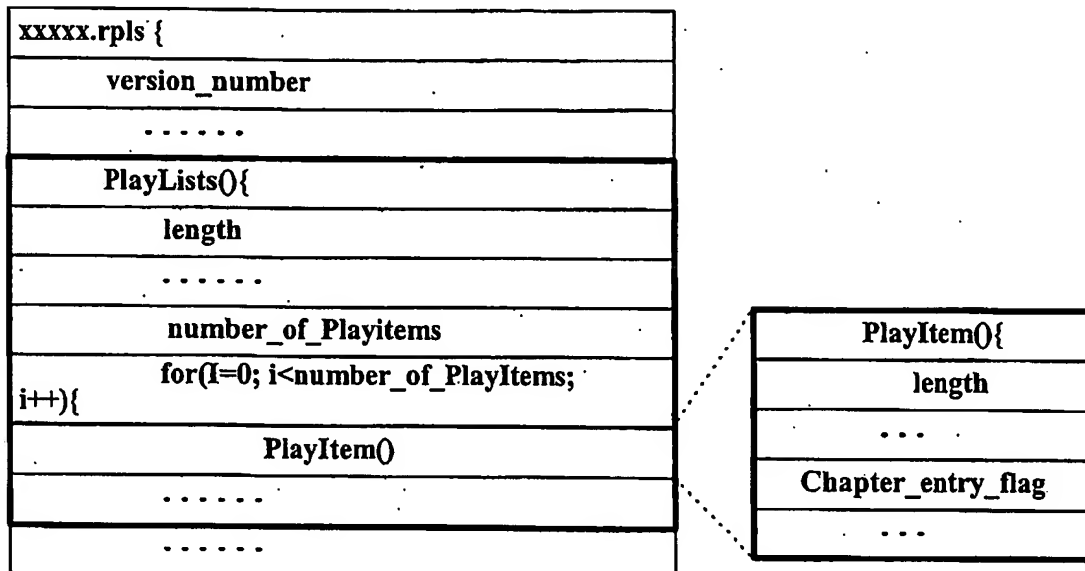 xxxxx.rpls {
version_number
. . . . . .
PlayLists(){
length
. . . . . .
number_of_Playitems
for(I=0; i<number_of_PlayItems;
i++){
PlayItem()
. . . . . .
. . . . . .
PlayItem(){
length
. . .
Chapter_entry_flag
. . .